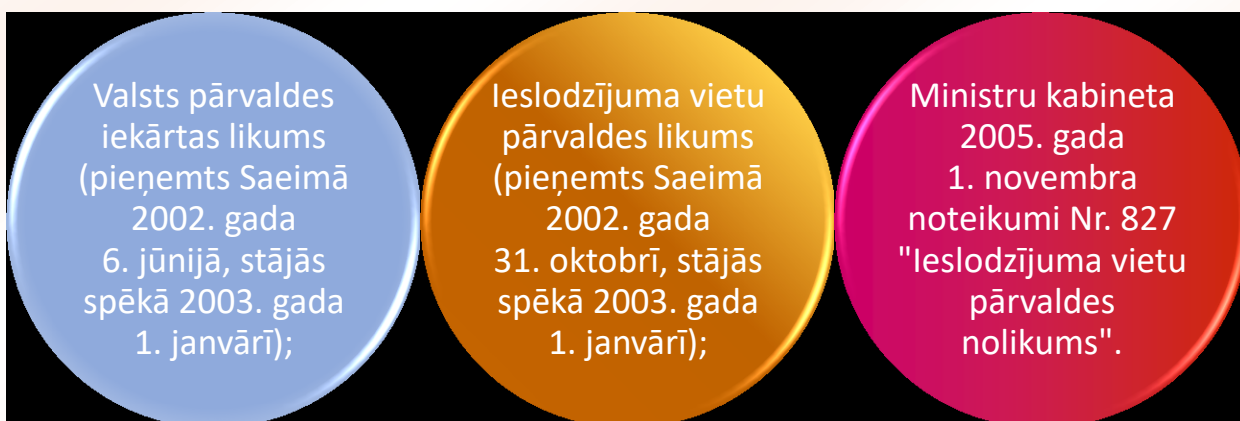 Valsts pārvaldes
iekārtas likums
(pieņemts Saeimā
2002. gada
6. jūnijā, stājās
spēkā 2003. gada
1. janvārī);
Ieslodzījuma vietu
pārvaldes likums
(pieņemts Saeimā
2002. gada
31. oktobrī, stājās
spēkā 2003. gada
1. janvārī);
Ministru kabineta
2005. gada
1. novembra
noteikumi Nr. 827
"Ieslodzījuma vietu
pārvaldes
nolikums".